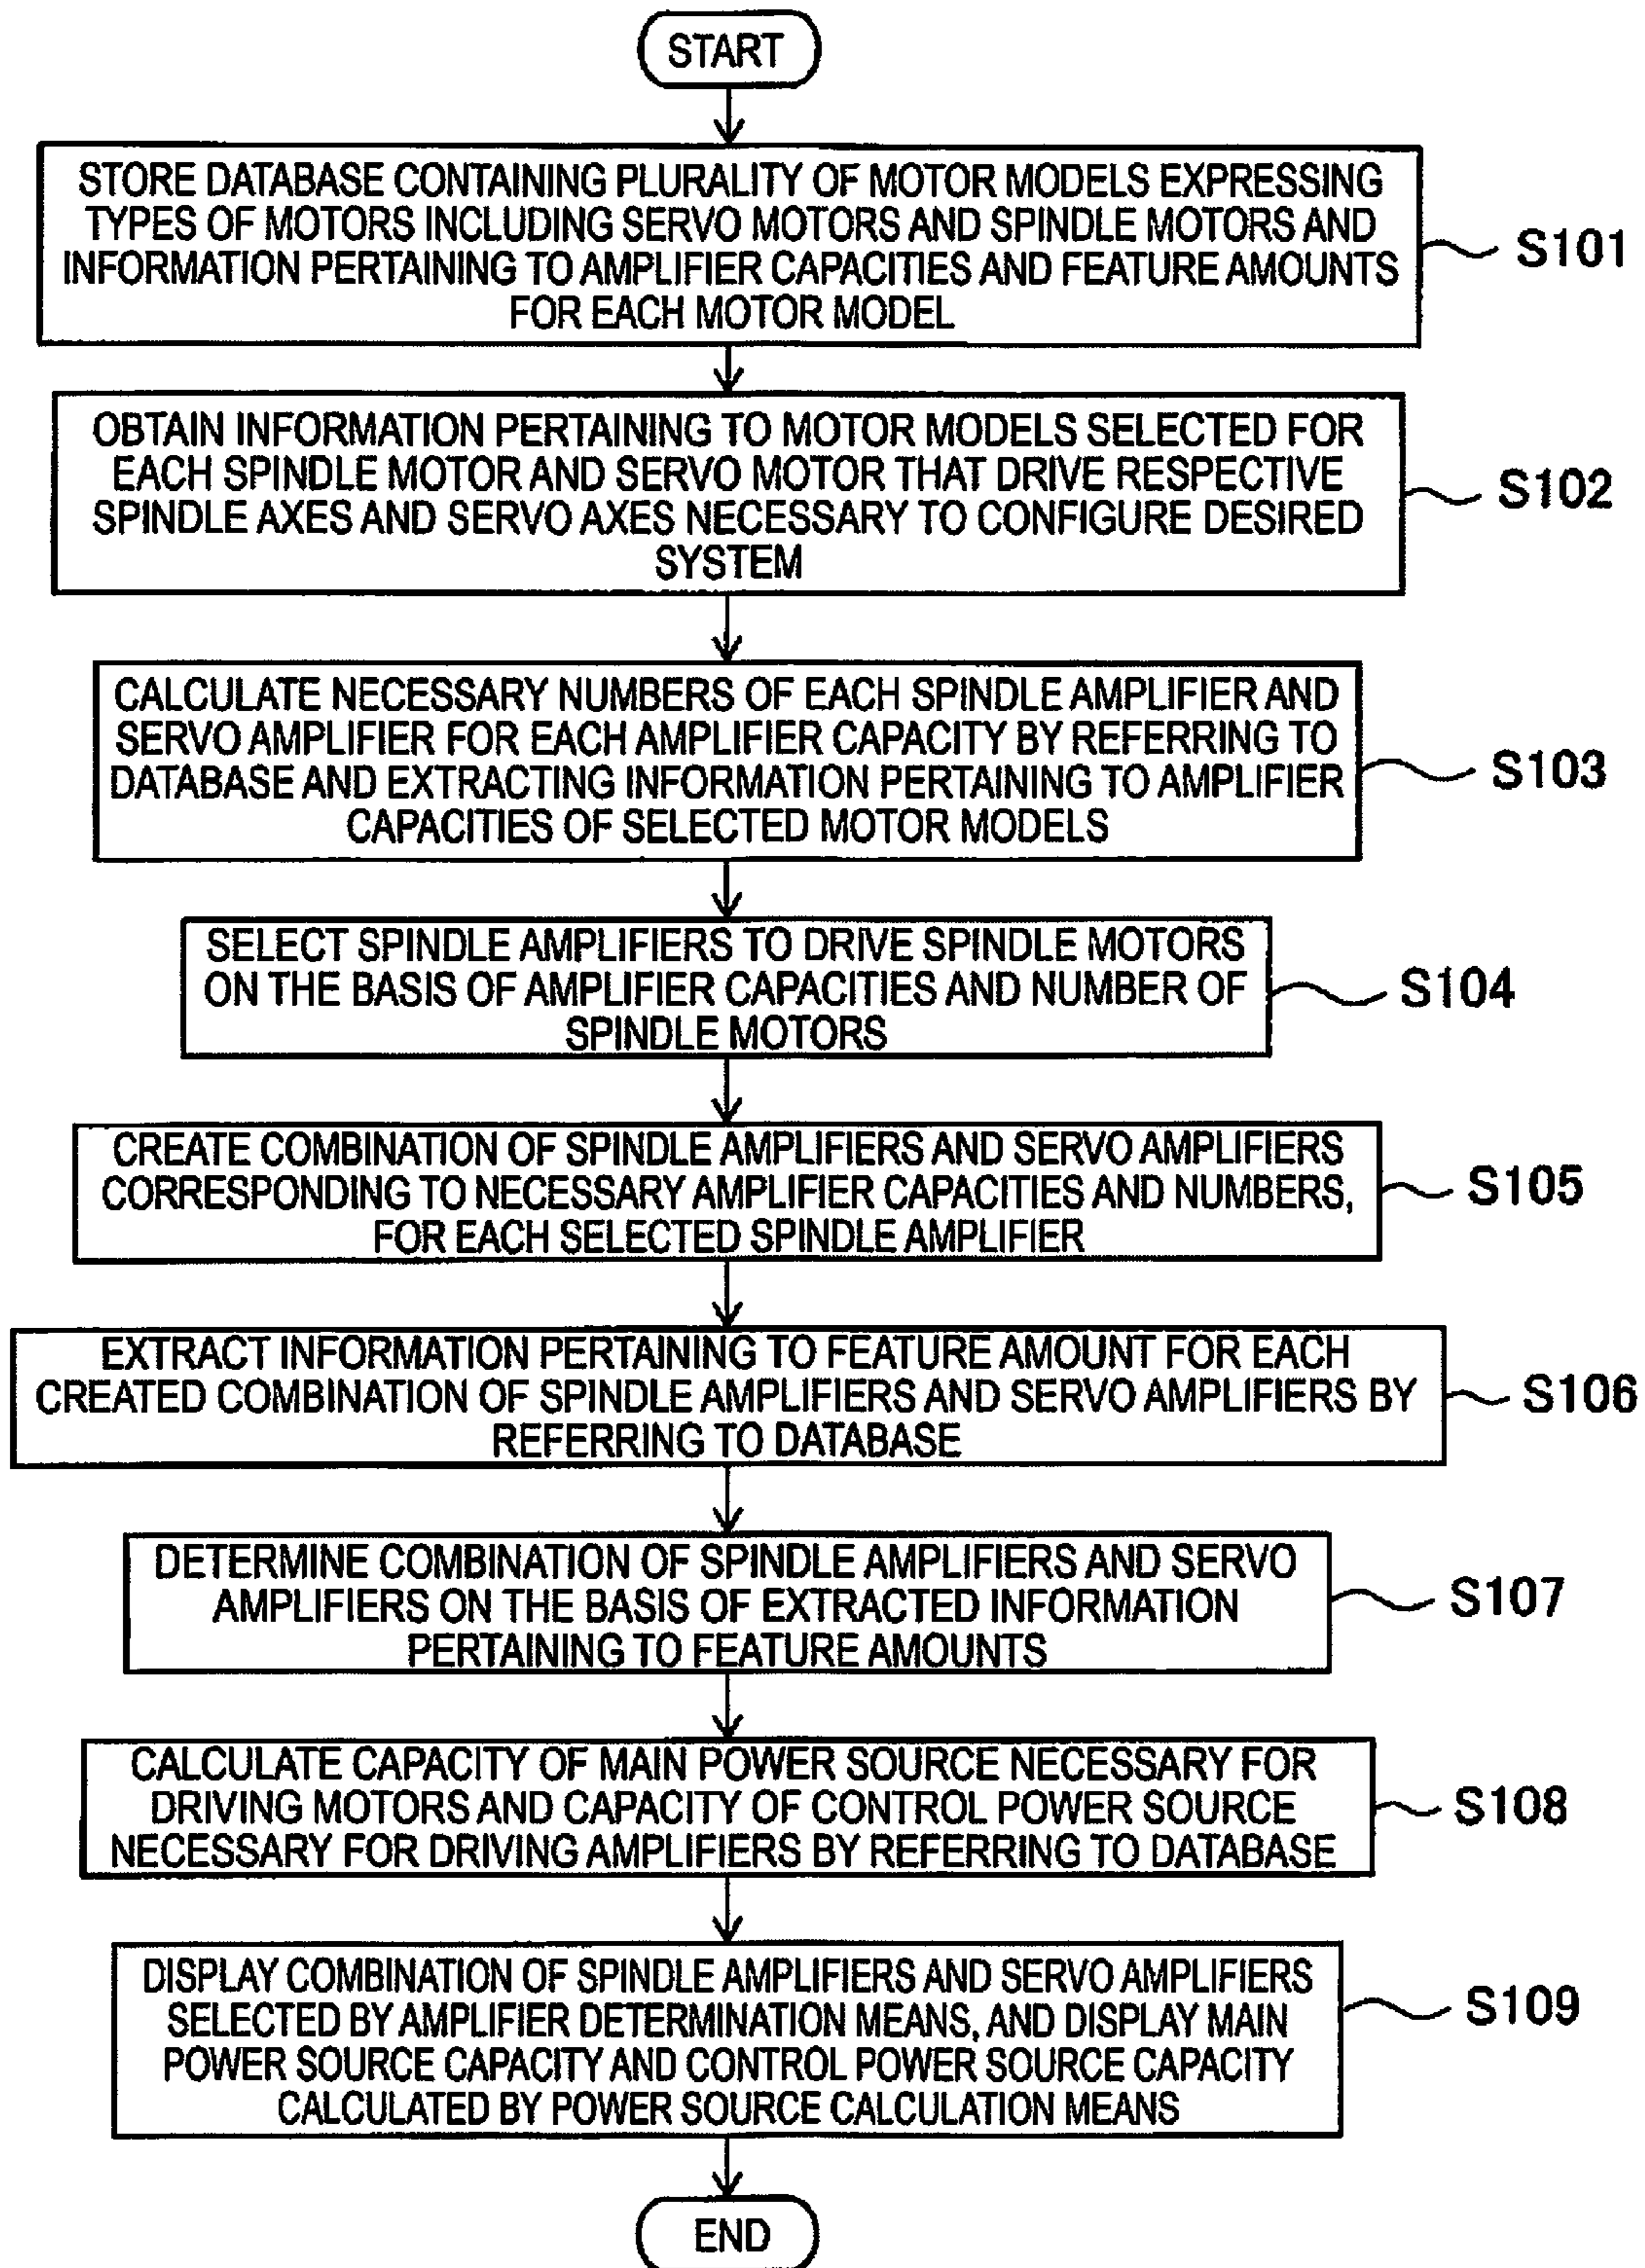 START
STORE DATABASE CONTAINING PLURALITY OF MOTOR MODELS EXPRESSING
TYPES OF MOTORS INCLUDING SERVO MOTORS AND SPINDLE MOTORS AND
INFORMATION PERTAINING TO AMPLIFIER CAPACITIES AND FEATURE AMOUNTS
FOR EACH MOTOR MODEL
S101
OBTAIN INFORMATION PERTAINING TO MOTOR MODELS SELECTED FOR
EACH SPINDLE MOTOR AND SERVO MOTOR THAT DRIVE RESPECTIVE
SPINDLE AXES AND SERVO AXES NECESSARY TO CONFIGURE DESIRED
SYSTEM
S102
CALCULATE NECESSARY NUMBERS OF EACH SPINDLE AMPLIFIER AND
SERVO AMPLIFIER FOR EACH AMPLIFIER CAPACITY BY REFERRING TO
DATABASE AND EXTRACTING INFORMATION PERTAINING TO AMPLIFIER
CAPACITIES OF SELECTED MOTOR MODELS
S103
SELECT SPINDLE AMPLIFIERS TO DRIVE SPINDLE MOTORS
ON THE BASIS OF AMPLIFIER CAPACITIES AND NUMBER OF
SPINDLE MOTORS
S104
CREATE COMBINATION OF SPINDLE AMPLIFIERS AND SERVO AMPLIFIERS
CORRESPONDING TO NECESSARY AMPLIFIER CAPACITIES AND NUMBERS,
FOR EACH SELECTED SPINDLE AMPLIFIER
S105
EXTRACT INFORMATION PERTAINING TO FEATURE AMOUNT FOR EACH
CREATED COMBINATION OF SPINDLE AMPLIFIERS AND SERVO AMPLIFIERS BY
REFERRING TO DATABASE
S106
DETERMINE COMBINATION OF SPINDLE AMPLIFIERS AND SERVO
AMPLIFIERS ON THE BASIS OF EXTRACTED INFORMATION
PERTAINING TO FEATURE AMOUNTS
S107
CALCULATE CAPACITY OF MAIN POWER SOURCE NECESSARY FOR
DRIVING MOTORS AND CAPACITY OF CONTROL POWER SOURCE
NECESSARY FOR DRIVING AMPLIFIERS BY REFERRING TO DATABASE
S108
DISPLAY COMBINATION OF SPINDLE AMPLIFIERS AND SERVO AMPLIFIERS
SELECTED BY AMPLIFIER DETERMINATION MEANS, AND DISPLAY MAIN
POWER SOURCE CAPACITY AND CONTROL POWER SOURCE CAPACITY
CALCULATED BY POWER SOURCE CALCULATION MEANS
S109
END